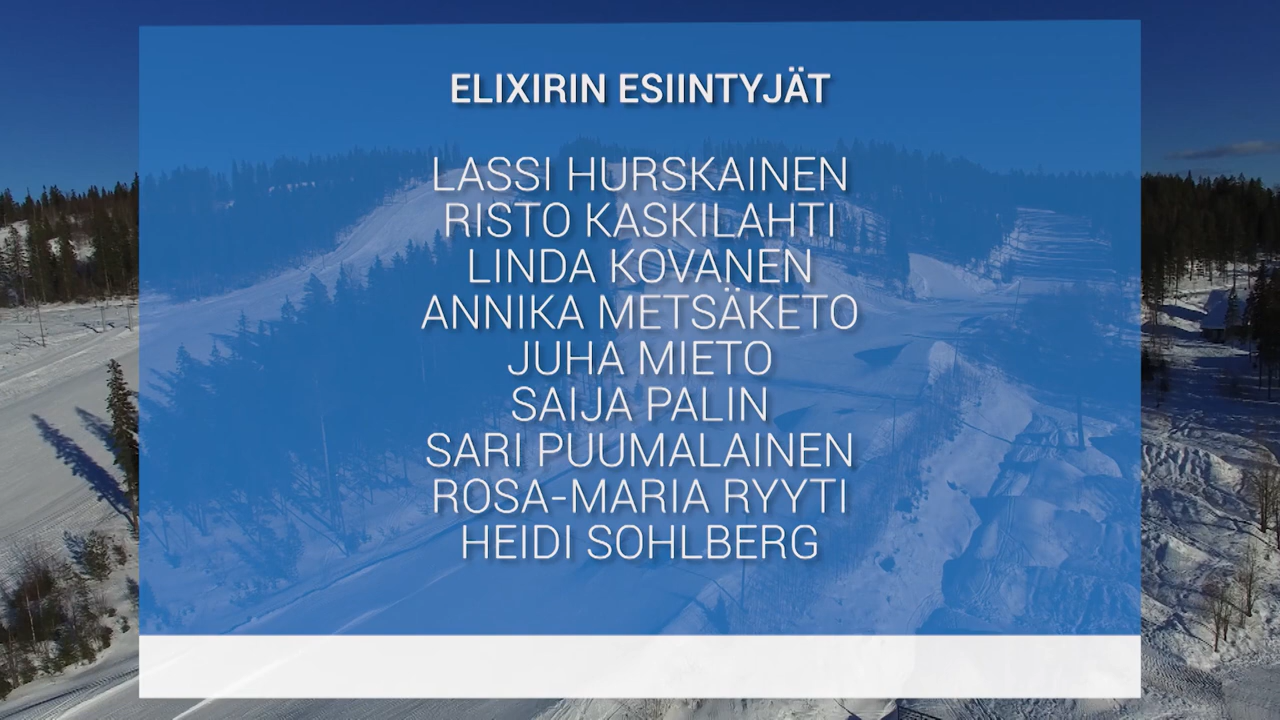 ELIXIRIN ESIINTYJÄT
LASSI HURSKAINEN
RISTO KASKILAHTI
LINDA KOVANEN
ANNIKA METSÄKETO
JUHA MIETO
SAIJA PALIN
SARI PUUMALAINEN
ROSA-MARIA RYYTI
HEIDI SOHLBERG